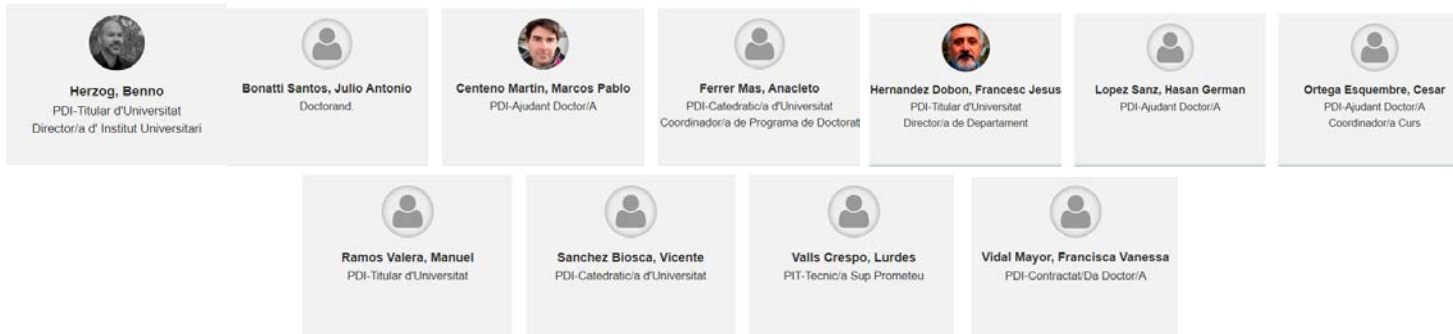 Herzog, Benno
PDI-Titular d'Universitat
Director/a d' Institut Universitari
Bonatti Santos, Julio Antonio
Doctorand.
Centeno Martin, Marcos Pablo
PDI-Ajudant Doctor/A
Ferrer Mas, Anacleto
PDI-Catedratic/a d'Universitat
Coordinador/a de Programa de Doctorat
Hernandez Dobon, Francesc Jesus
PDI-Titular d'Universitat
Director/a de Departament
Lopez Sanz, Hasan German
PDI-Ajudant Doctor/A
Ortega Esquembre, Cesar
PDI-Ajudant Doctor/A
Coordinador/a Curs
Ramos Valera, Manuel
PDI-Titular d'Universitat
Sanchez Biosca, Vicente
PDI-Catedratic/a d'Universitat
Valls Crespo, Lurdes
PIT-Tecnic/a Sup Prometeu
Vidal Mayor, Francisca Vanessa
PDI-Contractat/Da Doctor/A